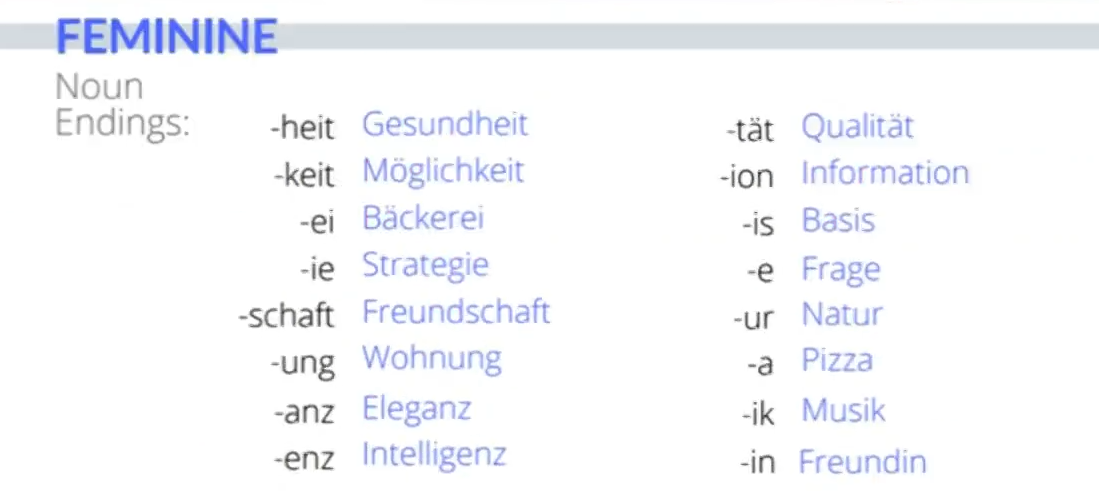 FEMININE
Noun
Endings:
-heit Gesundheit
-keit Möglichkeit
-ei Bäckerei
-ie Strategie
-schaft Freundschaft
-ung Wohnung
-anz Eleganz
-enz Intelligenz
-tät Qualität
-ion Information
-is Basis
-e Frage
-ur Natur
-a Pizza
-ik Musik
-in Freundin